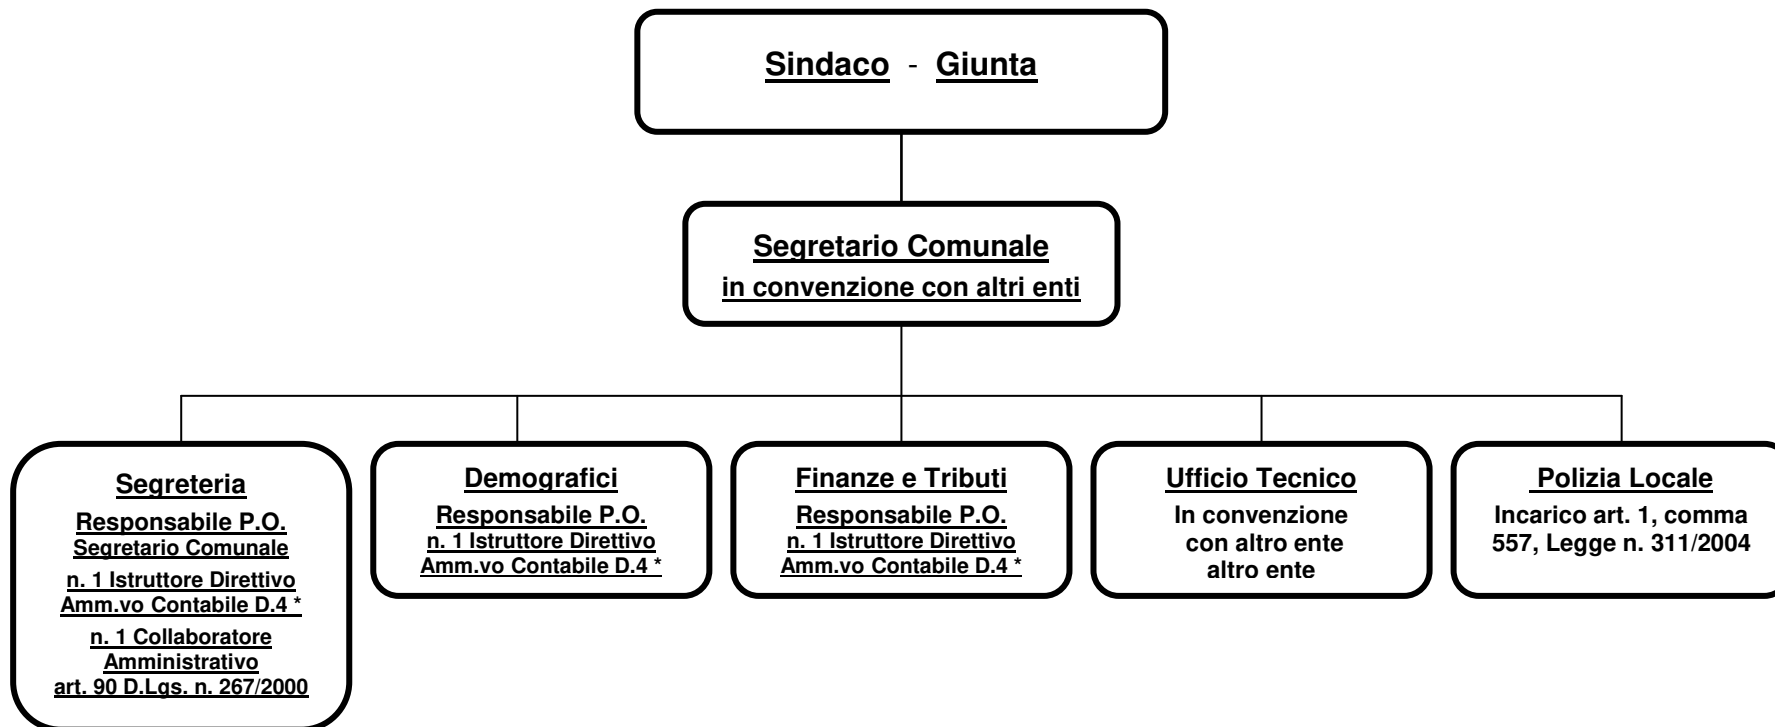 Sindaco - Giunta
Segretario Comunale
in convenzione con altri enti
Segreteria
Responsabile P.O.
Segretario Comunale
n. 1 Istruttore Direttivo
Amm.vo Contabile D.4 *
n. 1 Collaboratore
Amministrativo
art. 90 D.Lgs. n. 267/2000
Demografici
Responsabile P.O.
n. 1 Istruttore Direttivo
Amm.vo Contabile D.4 *
Finanze e Tributi
Responsabile P.O.
n. 1 Istruttore Direttivo
Amm.vo Contabile D.4 *
Ufficio Tecnico
In convenzione
con altro ente
altro ente
Polizia Locale
Incarico art. 1, comma
557, Legge n. 311/2004